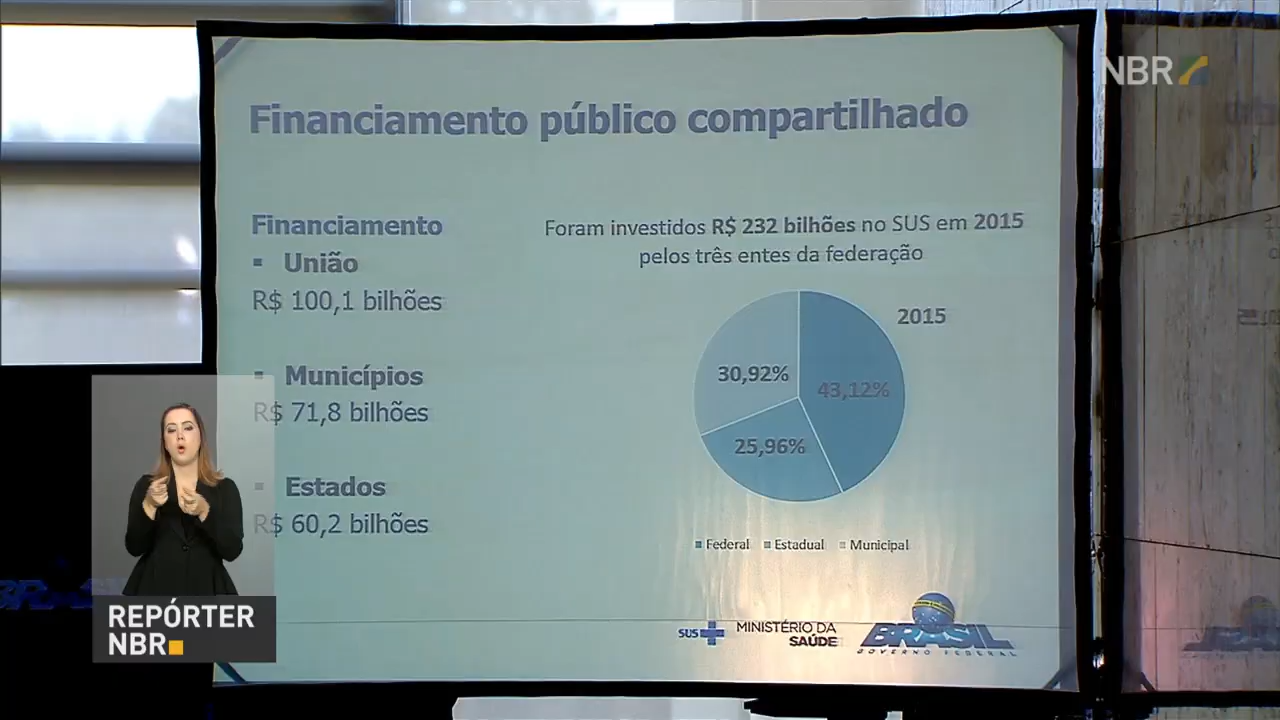 NBR
Financiamento público compartilhado
Financiamento
▪ União
R$ 100,1 bilhões
▪ Municípios
R$ 71,8 bilhões
▪ Estados
R$ 60,2 bilhões
Foram investidos R$ 232 bilhões no SUS em 2015
pelos três entes da federação
2015
30,92%
43,12%
25,96%
Federal Estadual Municipal
SUS
MINISTÉRIO DA
SAÚDE
BRASIL
GOVERNO FEDERAL
BRASIL
REPÓRTER
NBR